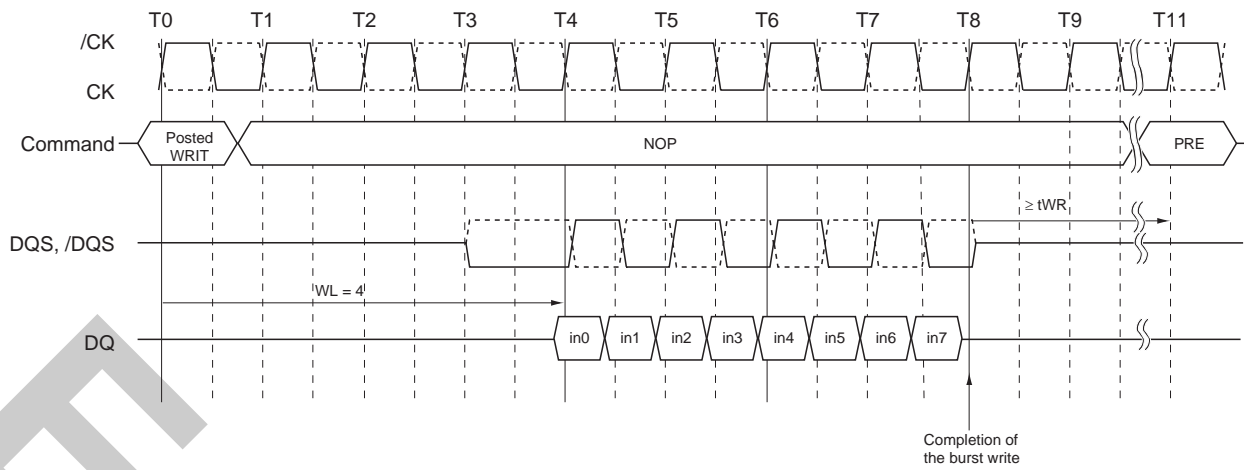 T0 T1 T2 T3 T4 T5 T6 T7 T8 T9 T11
/CK
CK
Command
Posted
WRIT
NOP
PRE
≥ tWR
DQS, /DQS
WL = 4
DQ
in0 in1 in2 in3 in4 in5 in6 in7
Completion of
the burst write